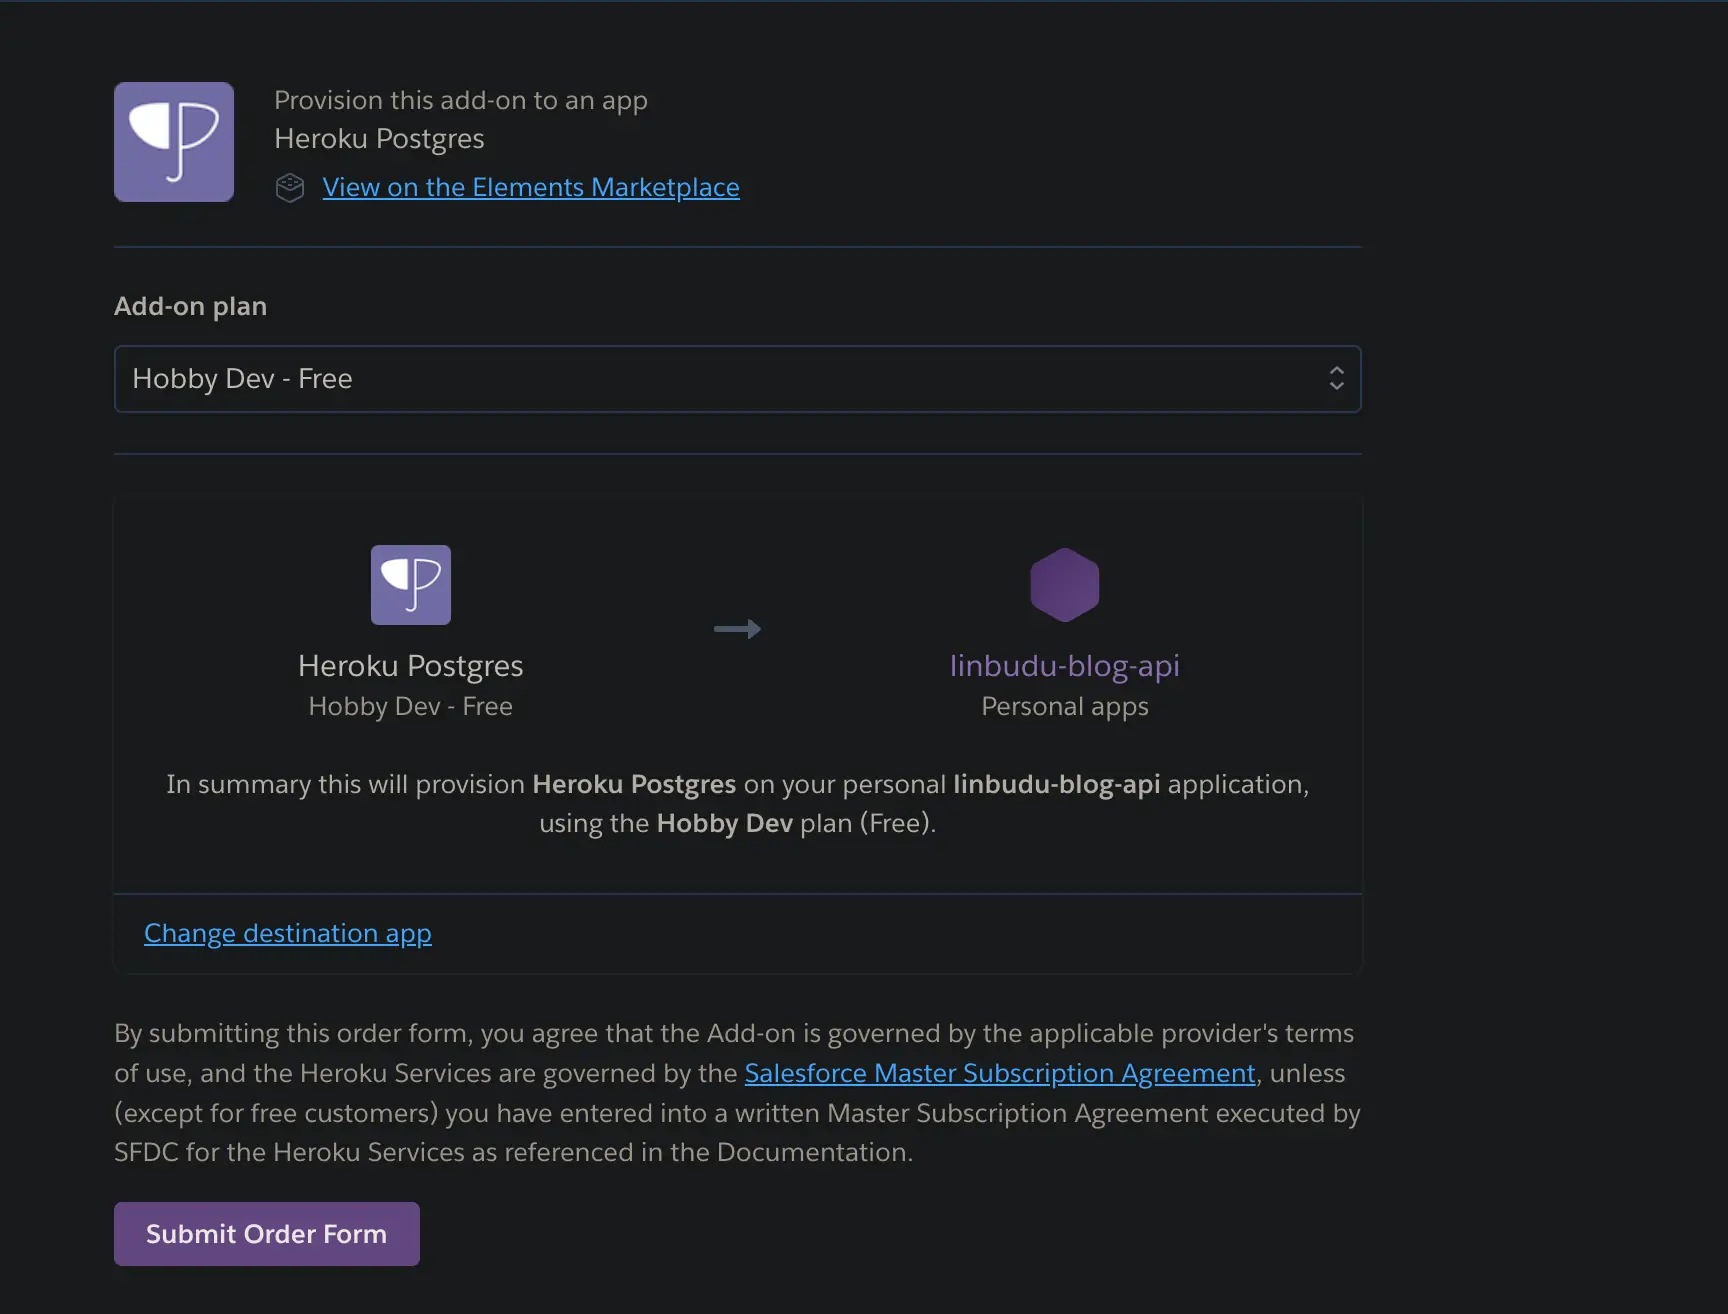 Provision this add-on to an app
Heroku Postgres
View on the Elements Marketplace
Add-on plan
Hobby Dev - Free
Heroku Postgres
Hobby Dev - Free
linbudu-blog-api
Personal apps
In summary this will provision Heroku Postgres on your personal linbudu-blog-api application,
using the Hobby Dev plan (Free).
Change destination app
By submitting this order form, you agree that the Add-on is governed by the applicable provider's terms
of use, and the Heroku Services are governed by the Salesforce Master Subscription Agreement, unless
(except for free customers) you have entered into a written Master Subscription Agreement executed by
SFDC for the Heroku Services as referenced in the Documentation.
Submit Order Form